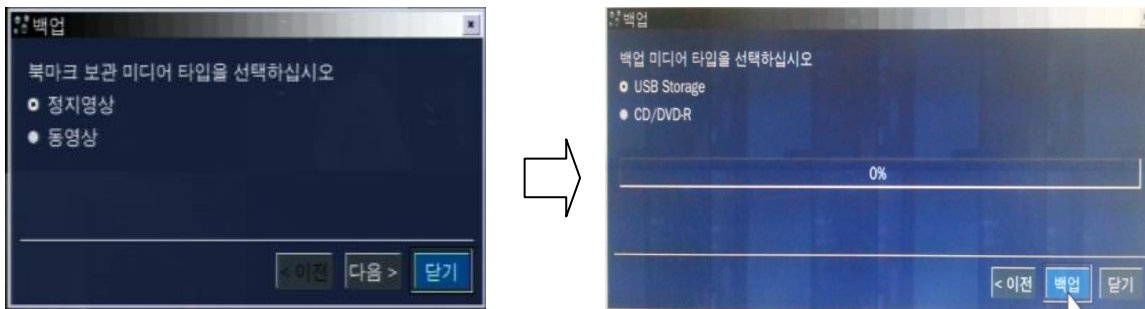 백업
북마크 보관 미디어 타입을 선택하십시오
정지영상
동영상
< 이전 다음 > 닫기
백업
백업 미디어 타입을 선택하십시오
USB Storage
CD/DVD-R
0%
< 이전 백업 닫기